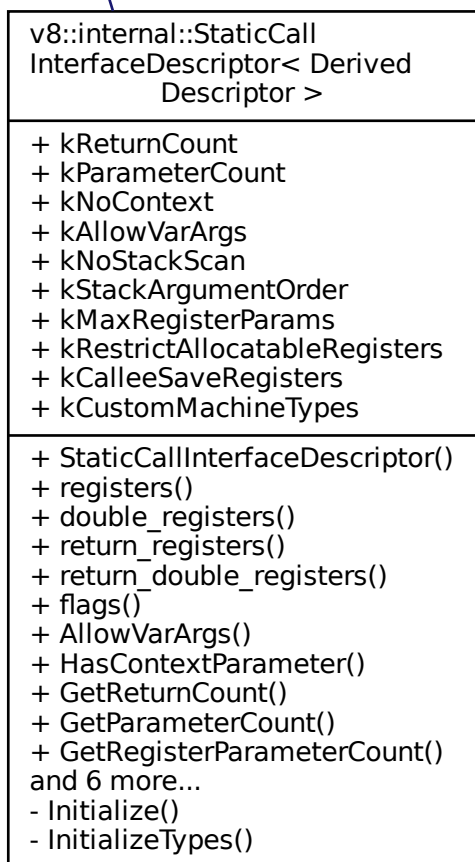 v8::internal::StaticCall
InterfaceDescriptor< Derived
Descriptor >
+ kReturnCount
+ kParameterCount
+ kNoContext
+ kAllowVarArgs
+ kNoStackScan
+ kStackArgumentOrder
+ kMaxRegisterParams
+ kRestrictAllocatableRegisters
+ kCalleeSaveRegisters
+ kCustomMachineTypes
+ StaticCallInterfaceDescriptor()
+ registers()
+ double_registers()
+ return_registers()
+ return_double_registers()
+ flags()
+ AllowVarArgs()
+ HasContextParameter()
+ GetReturnCount()
+ GetParameterCount()
+ GetRegisterParameterCount()
and 6 more...
- Initialize()
- InitializeTypes()